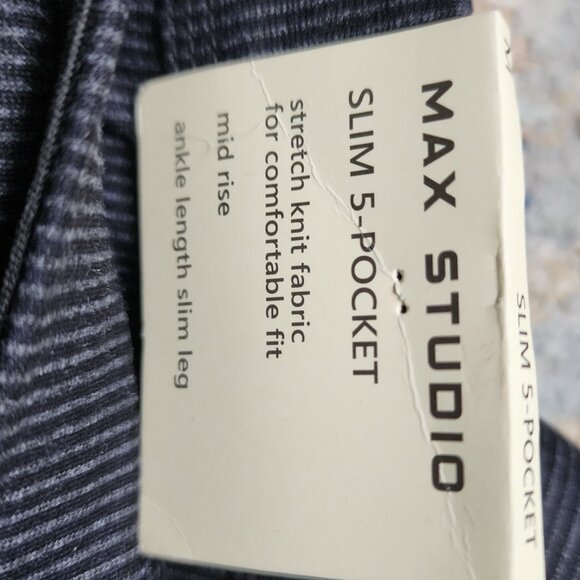 MAX STUDIO
SLIM 5-POCKET
stretch knit fabric
for comfortable fit
mid rise
ankle length slim leg
SLIM 5-POCKET